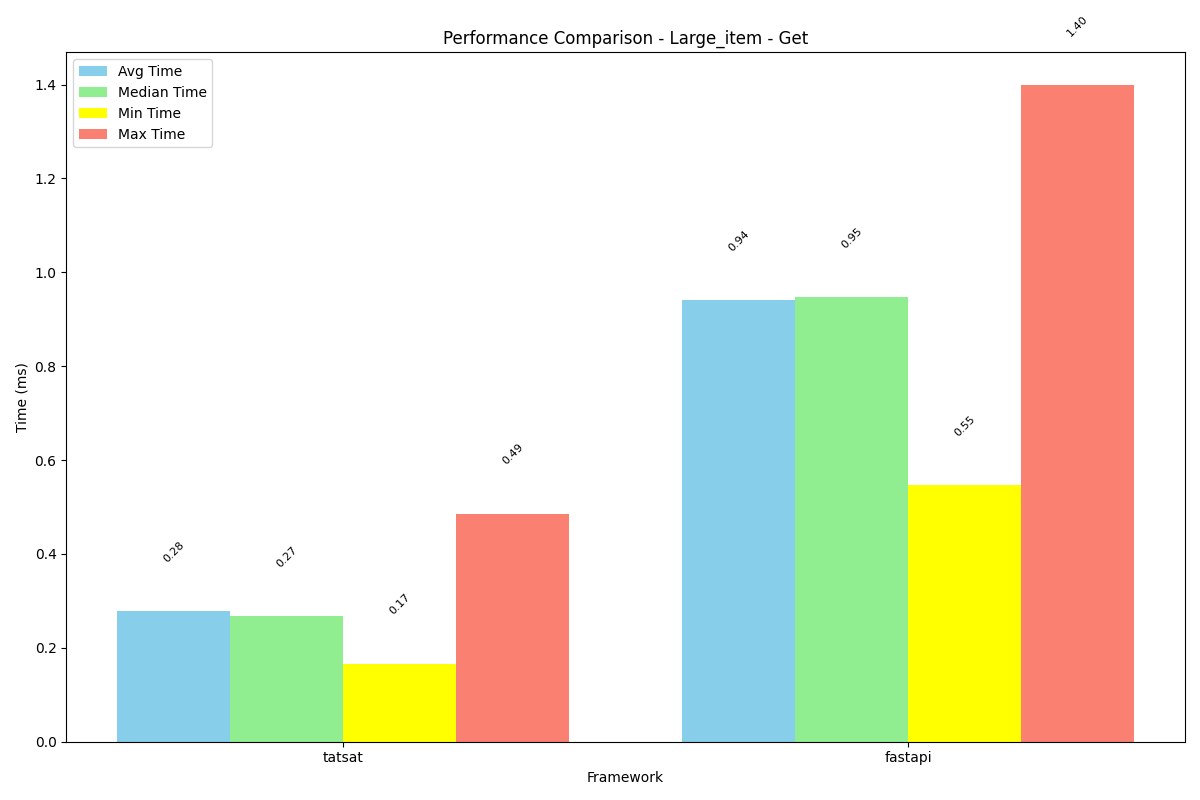 Performance Comparison - Large_item - Get
Avg Time
Median Time
Min Time
Max Time
1.40
0.94
0.95
0.55
0.49
0.28
0.27
0.17
Time (ms)
1.4
1.2
1.0
0.8
0.6
0.4
0.2
0.0
tatsat
fastapi
Framework